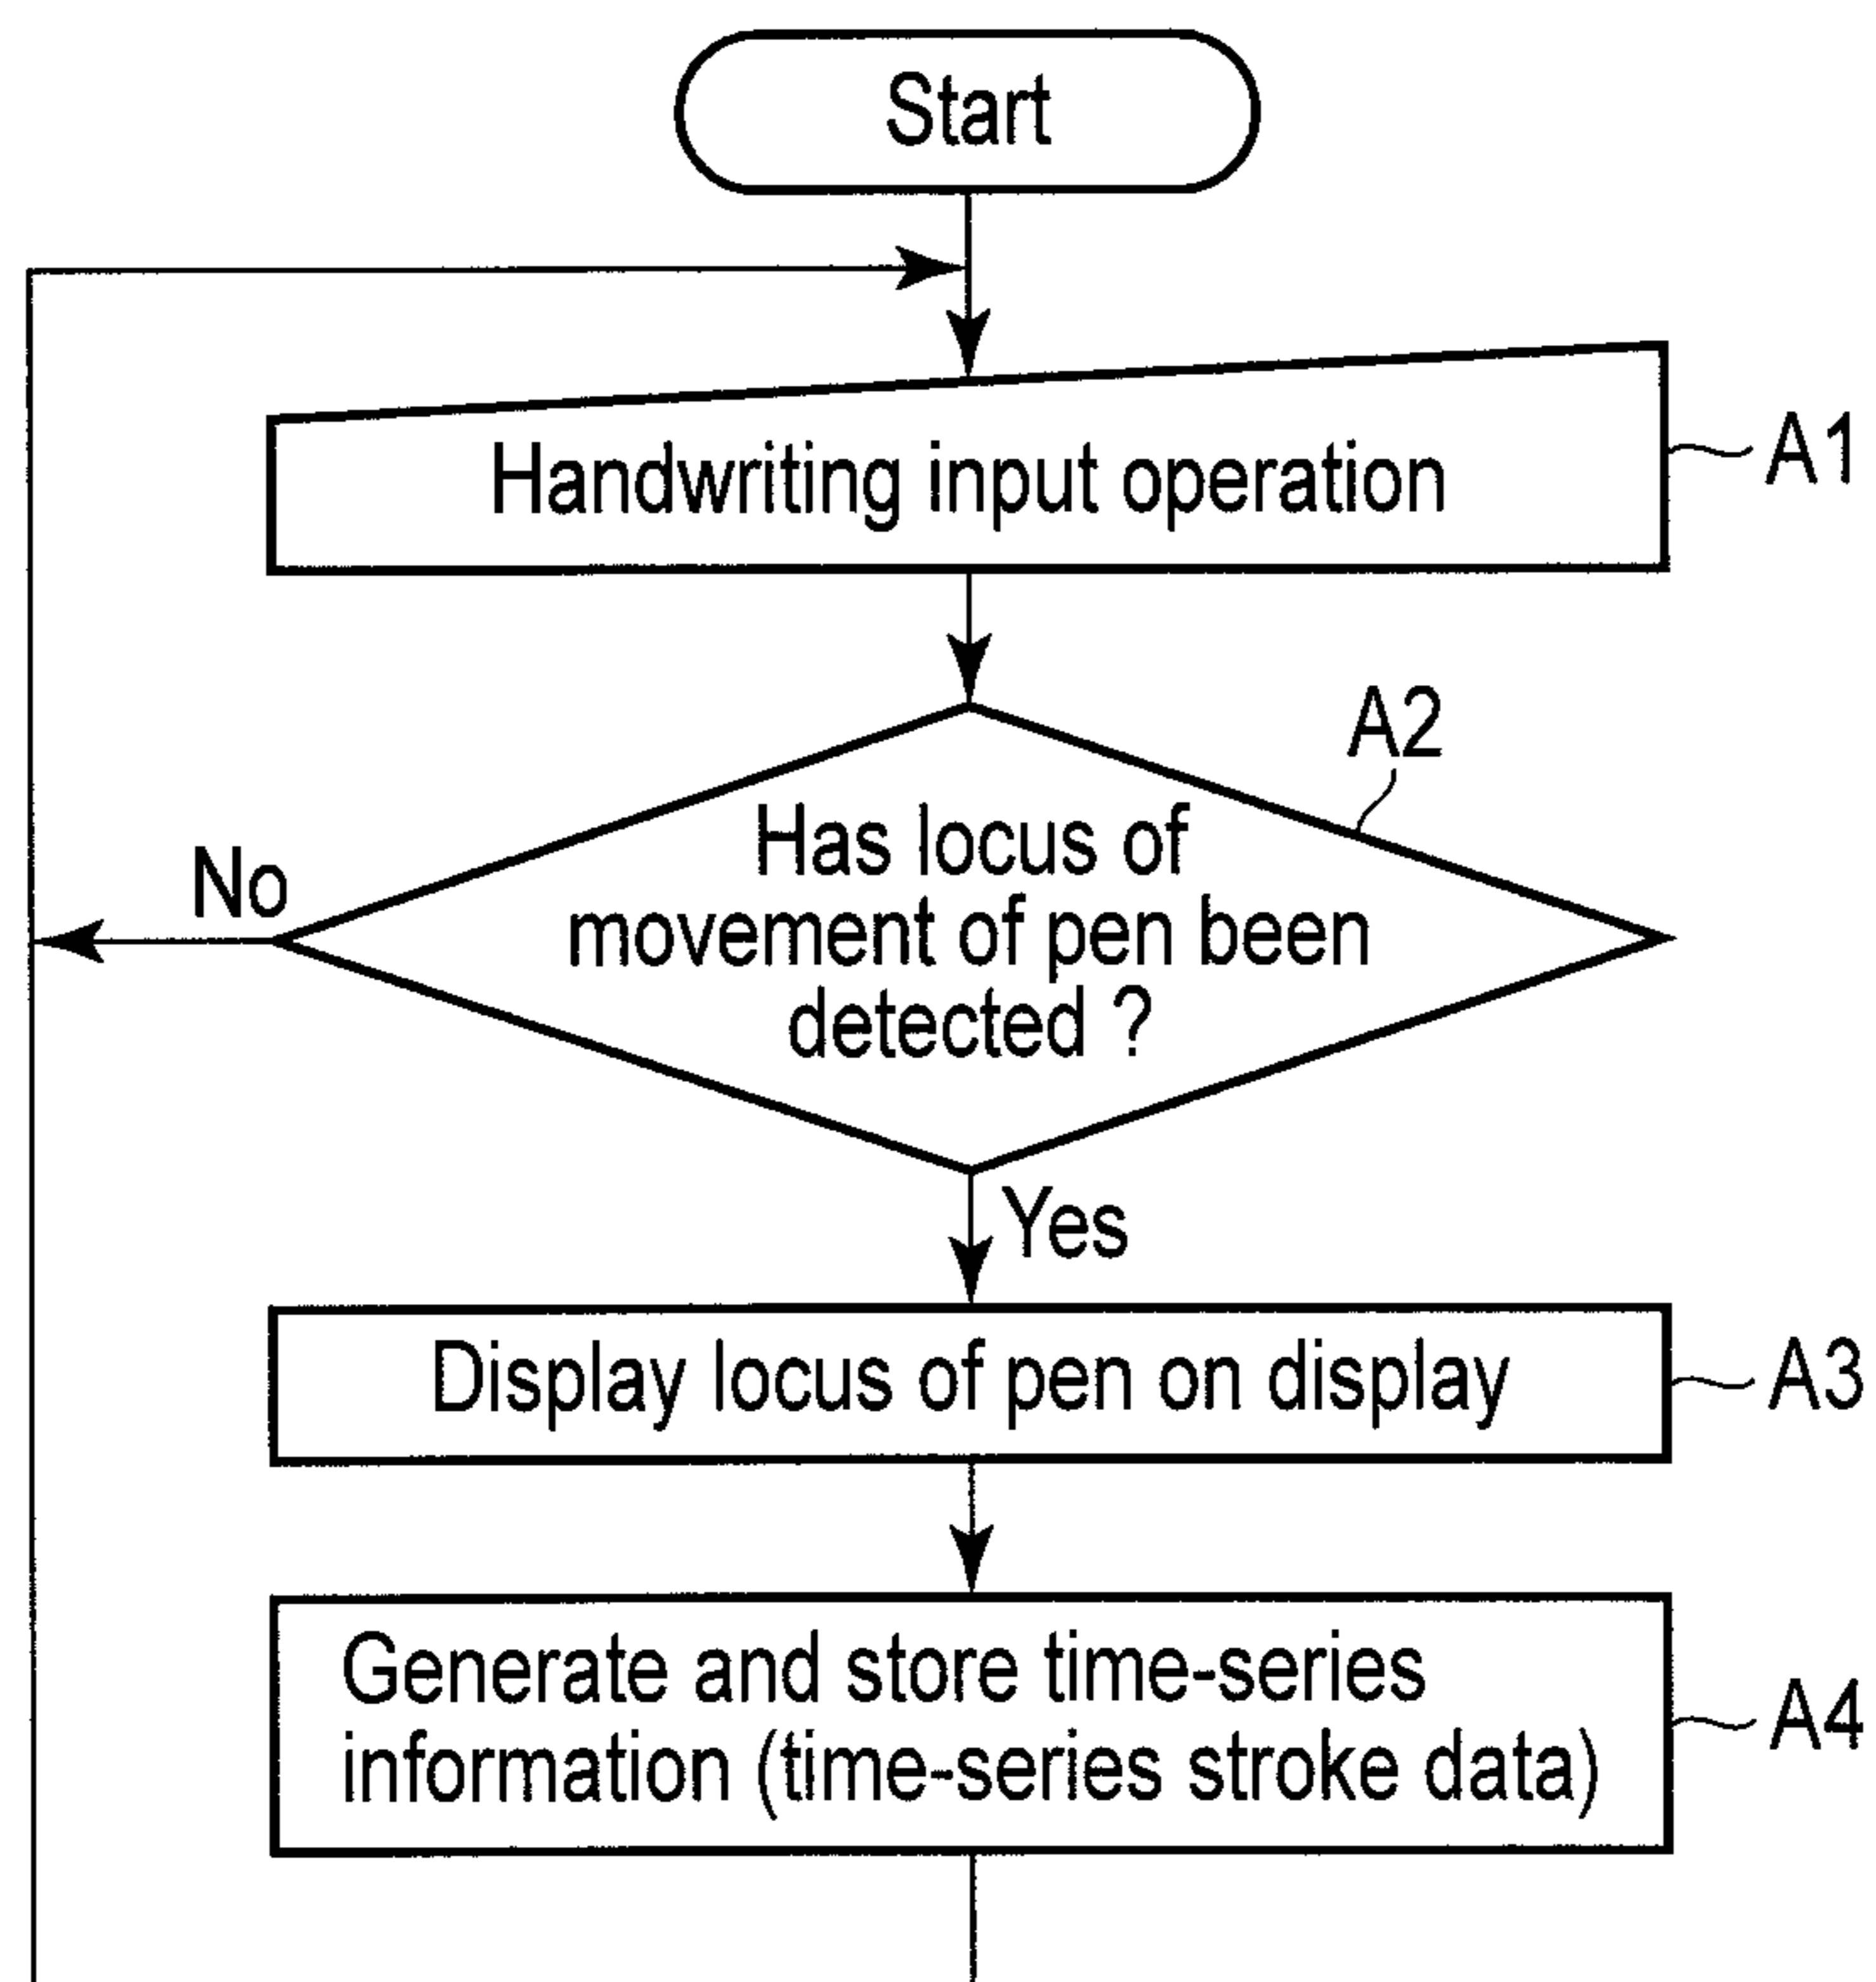 Start
Handwriting input operation
A1
A2
Has locus of
movement of pen been
detected ?
No
Yes
Display locus of pen on display
A3
Generate and store time-series
information (time-series stroke data)
A4